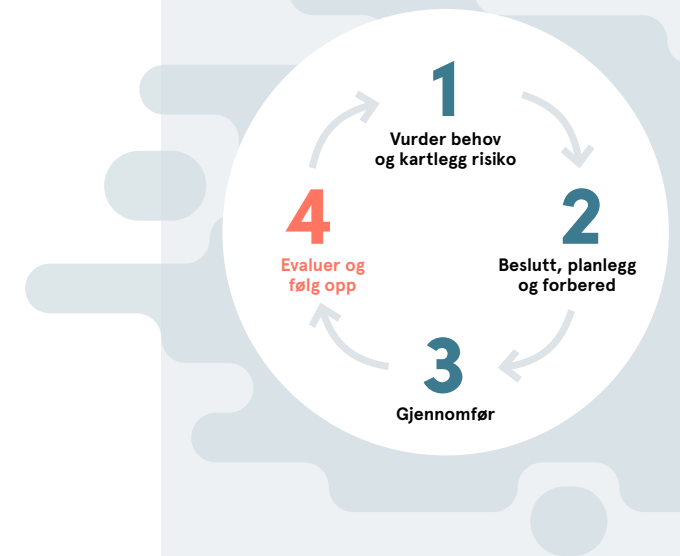 1
Vurder behov
og kartlegg risiko
2
Beslutt, planlegg
og forbered
3
Gjennomfør
4
Evaluer og
følg opp